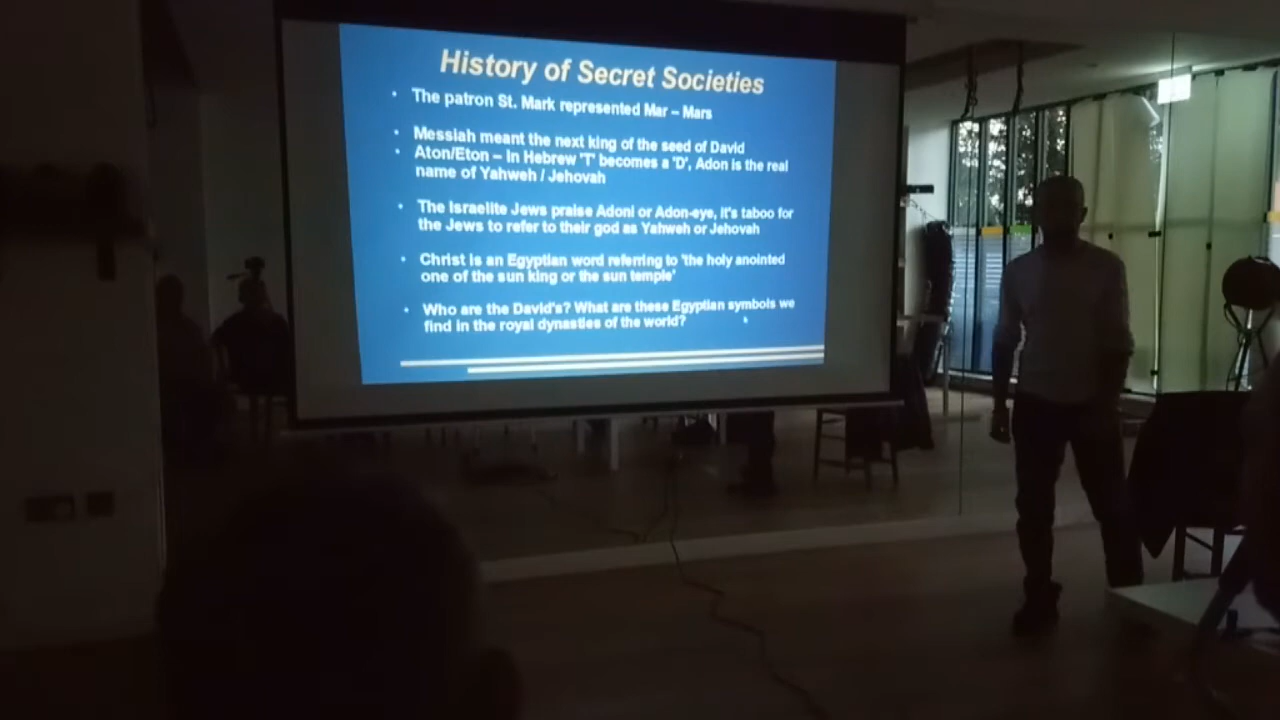 History of Secret Societies
• The patron St. Mark represented Mar – Mars
• Messiah meant the next king of the seed of David
• Aton/Eton – In Hebrew 'T' becomes a 'D', Adon is the real
name of Yahweh / Jehovah
• The Israelite Jews praise Adoni or Adon-eye, it's taboo for
the Jews to refer to their god as Yahweh or Jehovah
• Christ is an Egyptian word referring to 'the holy anointed
one of the sun king or the sun temple'
• Who are the David's? What are these Egyptian symbols we
find in the royal dynasties of the world?